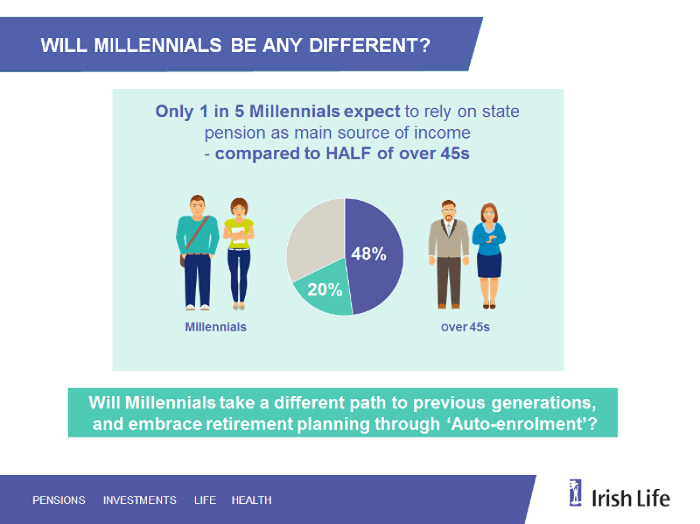 WILL MILLENNIALS BE ANY DIFFERENT?
Only 1 in 5 Millennials expect to rely on state
pension as main source of income
- compared to HALF of over 45s
48%
20%
Millennials
Over 45s
Will Millennials take a different path to previous generations,
and embrace retirement planning through ‘Auto-enrolment’?
PENSIONS INVESTMENTS LIFE HEALTH
Irish Life